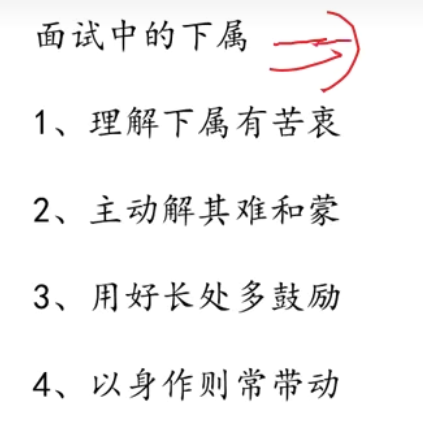 面试中的下属
1、理解下属有苦衷
2、主动解其难和蒙
3、用好长处多鼓励
4、以身作则常带动